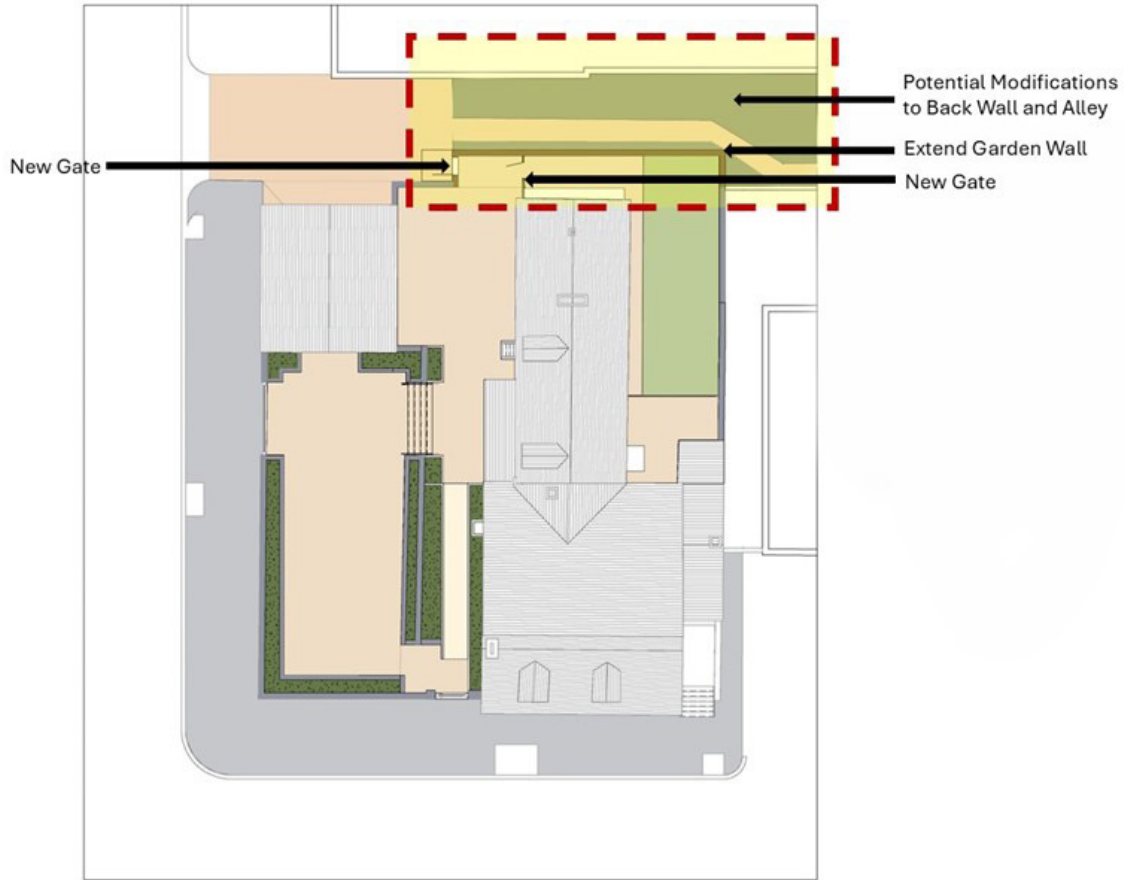 Potential Modifications
to Back Wall and Alley
Extend Garden Wall
New Gate
New Gate